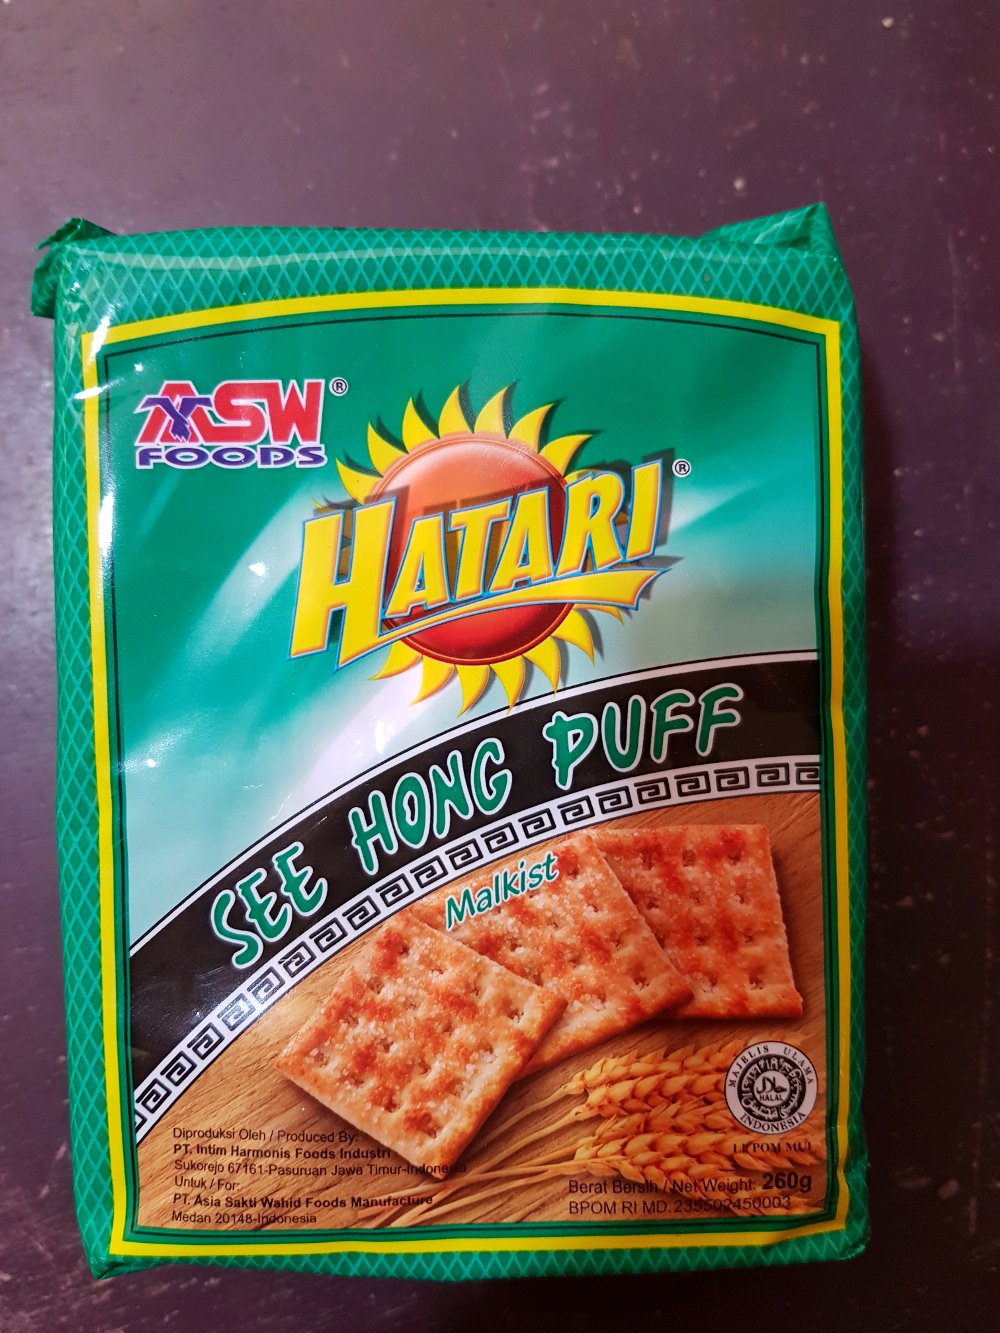 ASW®
FOODS
HATARI®
SEE HONG PUFF
Malkist
MAJELIS ULAMA
HALAL
INDONESIA
LPPOM MUI
Diproduksi Oleh / Produced By:
PT. Intim Harmonis Foods Industri
Sukorejo 67161-Pasuruan Jawa Timur-Indonesia
Untuk / For:
PT. Asia Sakti Wahid Foods Manufacture
Medan 20148-Indonesia
Berat Bersih / Net Weight: 260g
BPOM RI MD. 235502450003